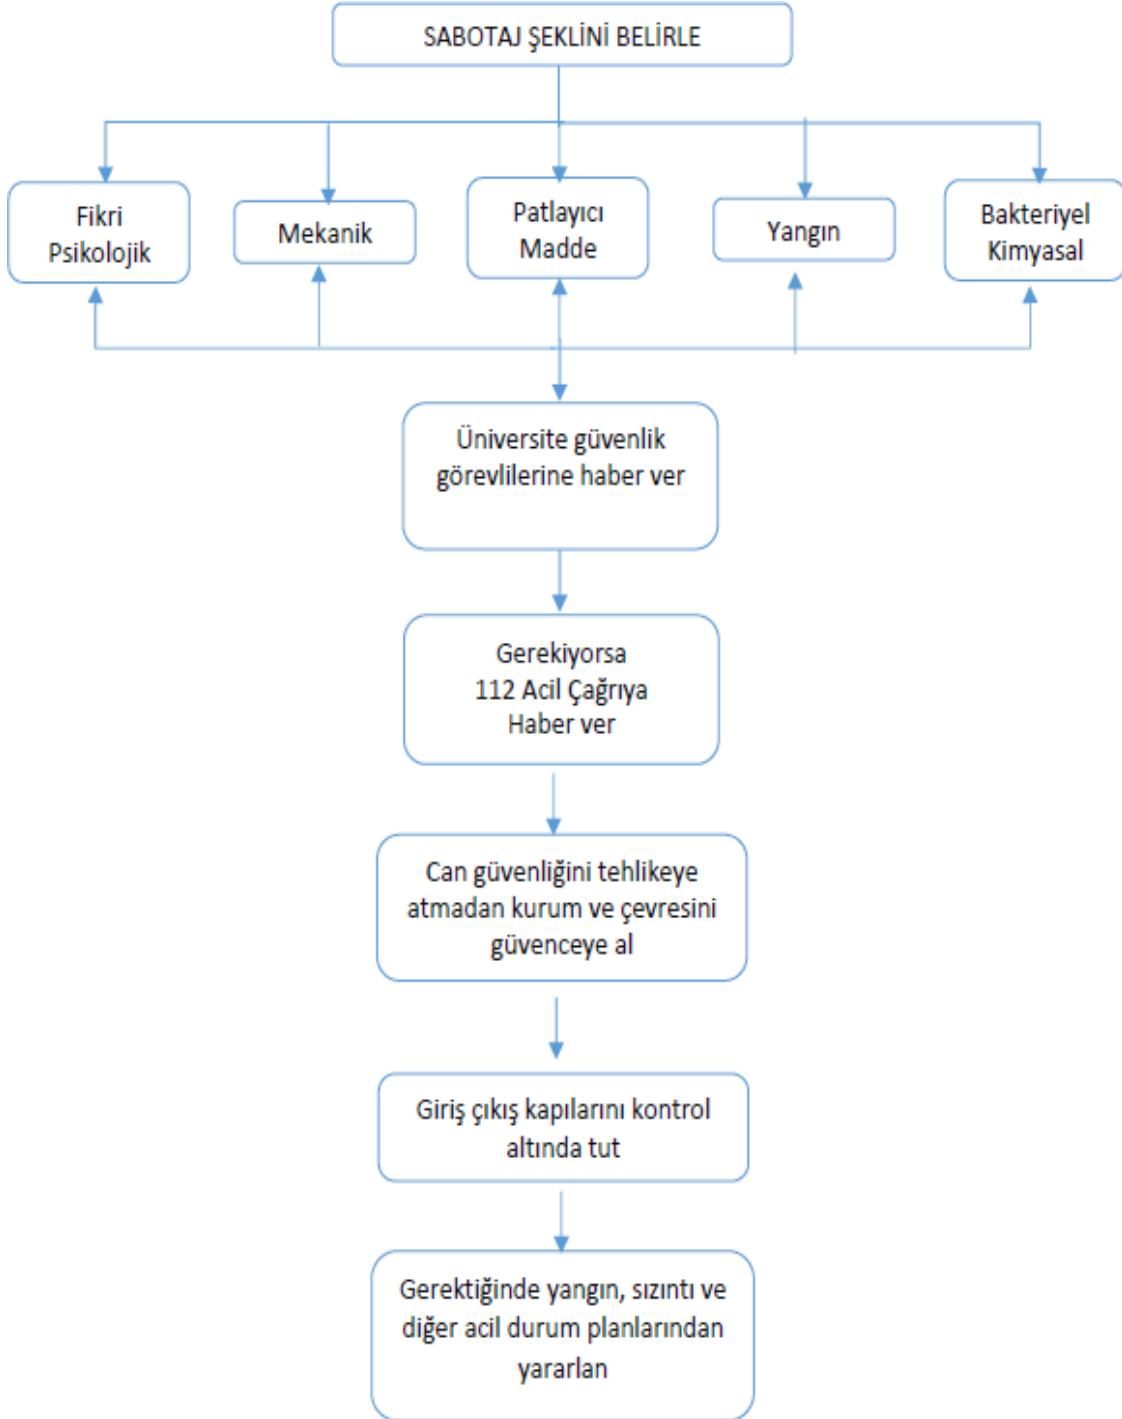 SABOTAJ ŞEKLİNİ BELİRLE
Fikri
Psikolojik
Mekanik
Patlayıcı
Madde
Yangın
Bakteriyel
Kimyasal
Üniversite güvenlik
görevlilerine haber ver
Gerekiyorsa
112 Acil Çağrıya
Haber ver
Can güvenliğini tehlikeye
atmadan kurum ve çevresini
güvenceye al
Giriş çıkış kapılarını kontrol
altında tut
Gerektiğinde yangın, sızıntı ve
diğer acil durum planlarından
yararlan